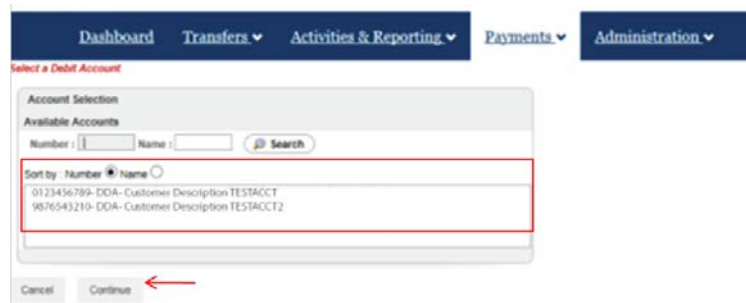 Dashboard Transfers Activities & Reporting Payments Administration
Select a Debit Account
Account Selection
Available Accounts
Number : Name : Search
Sort by : Number Name
0123456789- DDA- Customer Description TESTACCT
9876543210- DDA- Customer Description TESTACCT2
Cancel Continue